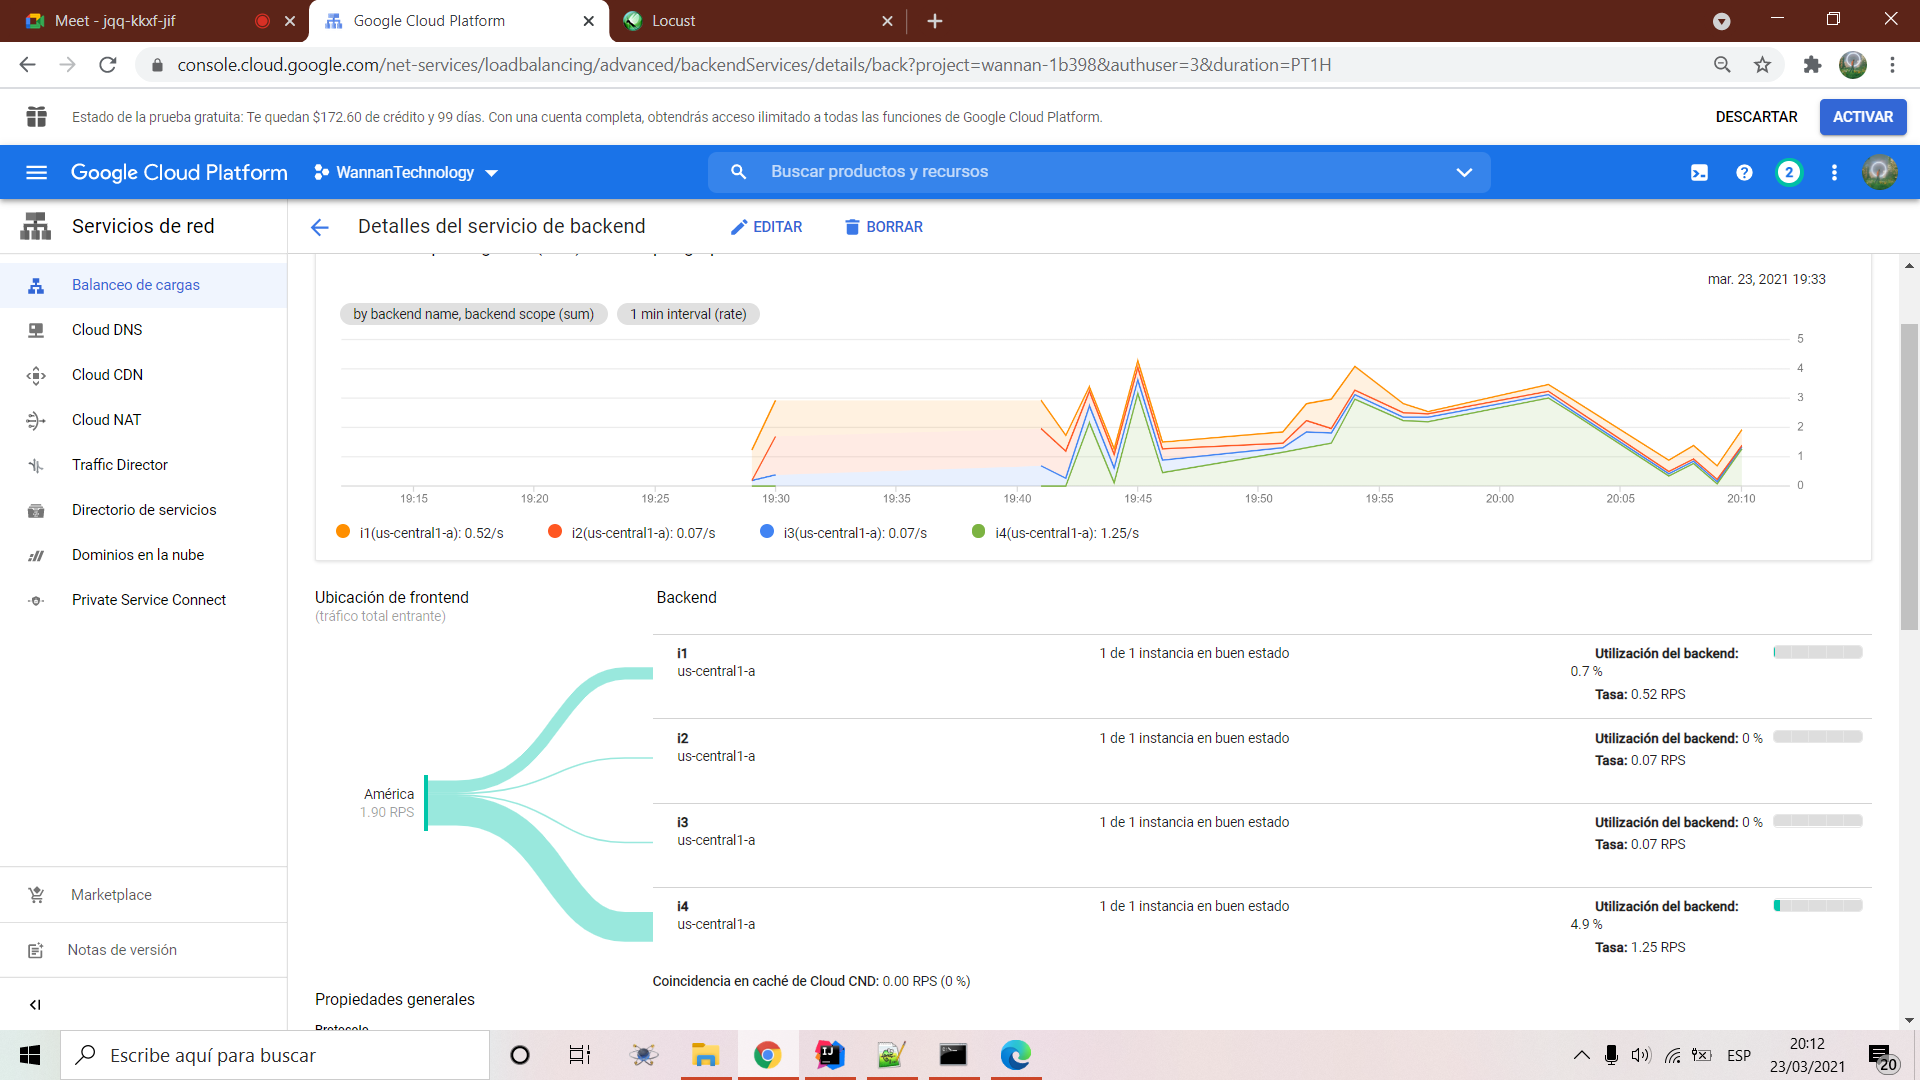 Meet - jqq-kkxf-jif
Google Cloud Platform
Locust
console.cloud.google.com/net-services/loadbalancing/advanced/backendServices/details/back?project=wannan-1b398&authuser=3&duration=PT1H
Estado de la prueba gratuita: Te quedan $172.60 de crédito y 99 días. Con una cuenta completa, obtendrás acceso ilimitado a todas las funciones de Google Cloud Platform.
DESCARTAR
ACTIVAR
Google Cloud Platform
WannanTechnology
Buscar productos y recursos
2
Servicios de red
Detalles del servicio de backend
EDITAR
BORRAR
Balanceo de cargas
Cloud DNS
Cloud CDN
Cloud NAT
Traffic Director
Directorio de servicios
Dominios en la nube
Private Service Connect
Marketplace
Notas de versión
mar. 23, 2021 19:33
by backend name, backend scope (sum)
1 min interval (rate)
5
4
3
2
1
0
19:15
19:20
19:25
19:30
19:35
19:40
19:45
19:50
19:55
20:00
20:05
20:10
i1(us-central1-a): 0.52/s
i2(us-central1-a): 0.07/s
i3(us-central1-a): 0.07/s
i4(us-central1-a): 1.25/s
Ubicación de frontend
(tráfico total entrante)
Backend
América
1.90 RPS
i1
us-central1-a
1 de 1 instancia en buen estado
Utilización del backend:
0.7 %
Tasa: 0.52 RPS
i2
us-central1-a
1 de 1 instancia en buen estado
Utilización del backend: 0 %
Tasa: 0.07 RPS
i3
us-central1-a
1 de 1 instancia en buen estado
Utilización del backend: 0 %
Tasa: 0.07 RPS
i4
us-central1-a
1 de 1 instancia en buen estado
Utilización del backend:
4.9 %
Tasa: 1.25 RPS
Coincidencia en caché de Cloud CND: 0.00 RPS (0 %)
Propiedades generales
Protocolo
Escribe aquí para buscar
ESP
20:12
23/03/2021
20